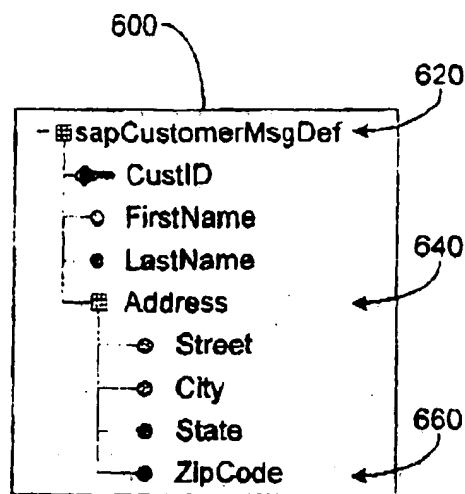 600
620
sapCustomerMsgDef
CustID
FirstName
LastName
640
Address
Street
City
State
660
ZipCode